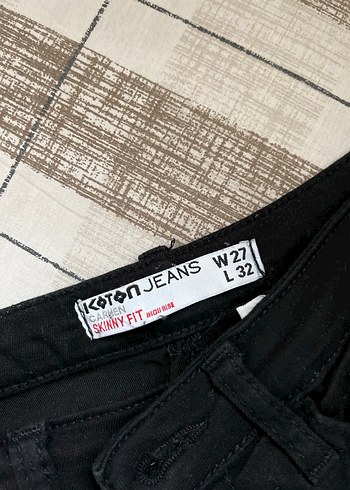 KOTON JEANS W 27
CARMEN L 32
SKINNY FIT HIGH RISE